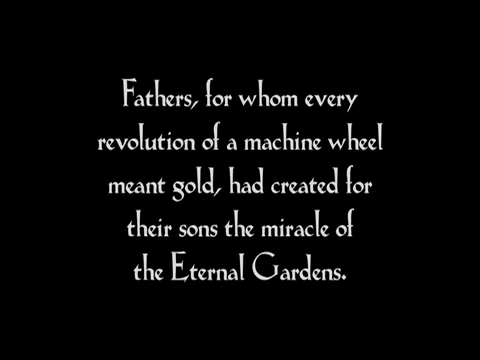 Fathers, for whom every
revolution of a machine wheel
meant gold, had created for
their sons the miracle of
the Eternal Gardens.